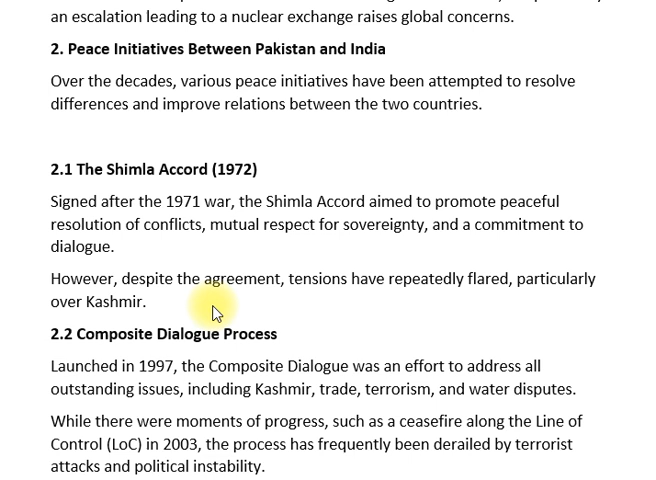 an escalation leading to a nuclear exchange raises global concerns.
2. Peace Initiatives Between Pakistan and India
Over the decades, various peace initiatives have been attempted to resolve
differences and improve relations between the two countries.
2.1 The Shimla Accord (1972)
Signed after the 1971 war, the Shimla Accord aimed to promote peaceful
resolution of conflicts, mutual respect for sovereignty, and a commitment to
dialogue.
However, despite the agreement, tensions have repeatedly flared, particularly
over Kashmir.
2.2 Composite Dialogue Process
Launched in 1997, the Composite Dialogue was an effort to address all
outstanding issues, including Kashmir, trade, terrorism, and water disputes.
While there were moments of progress, such as a ceasefire along the Line of
Control (LoC) in 2003, the process has frequently been derailed by terrorist
attacks and political instability.